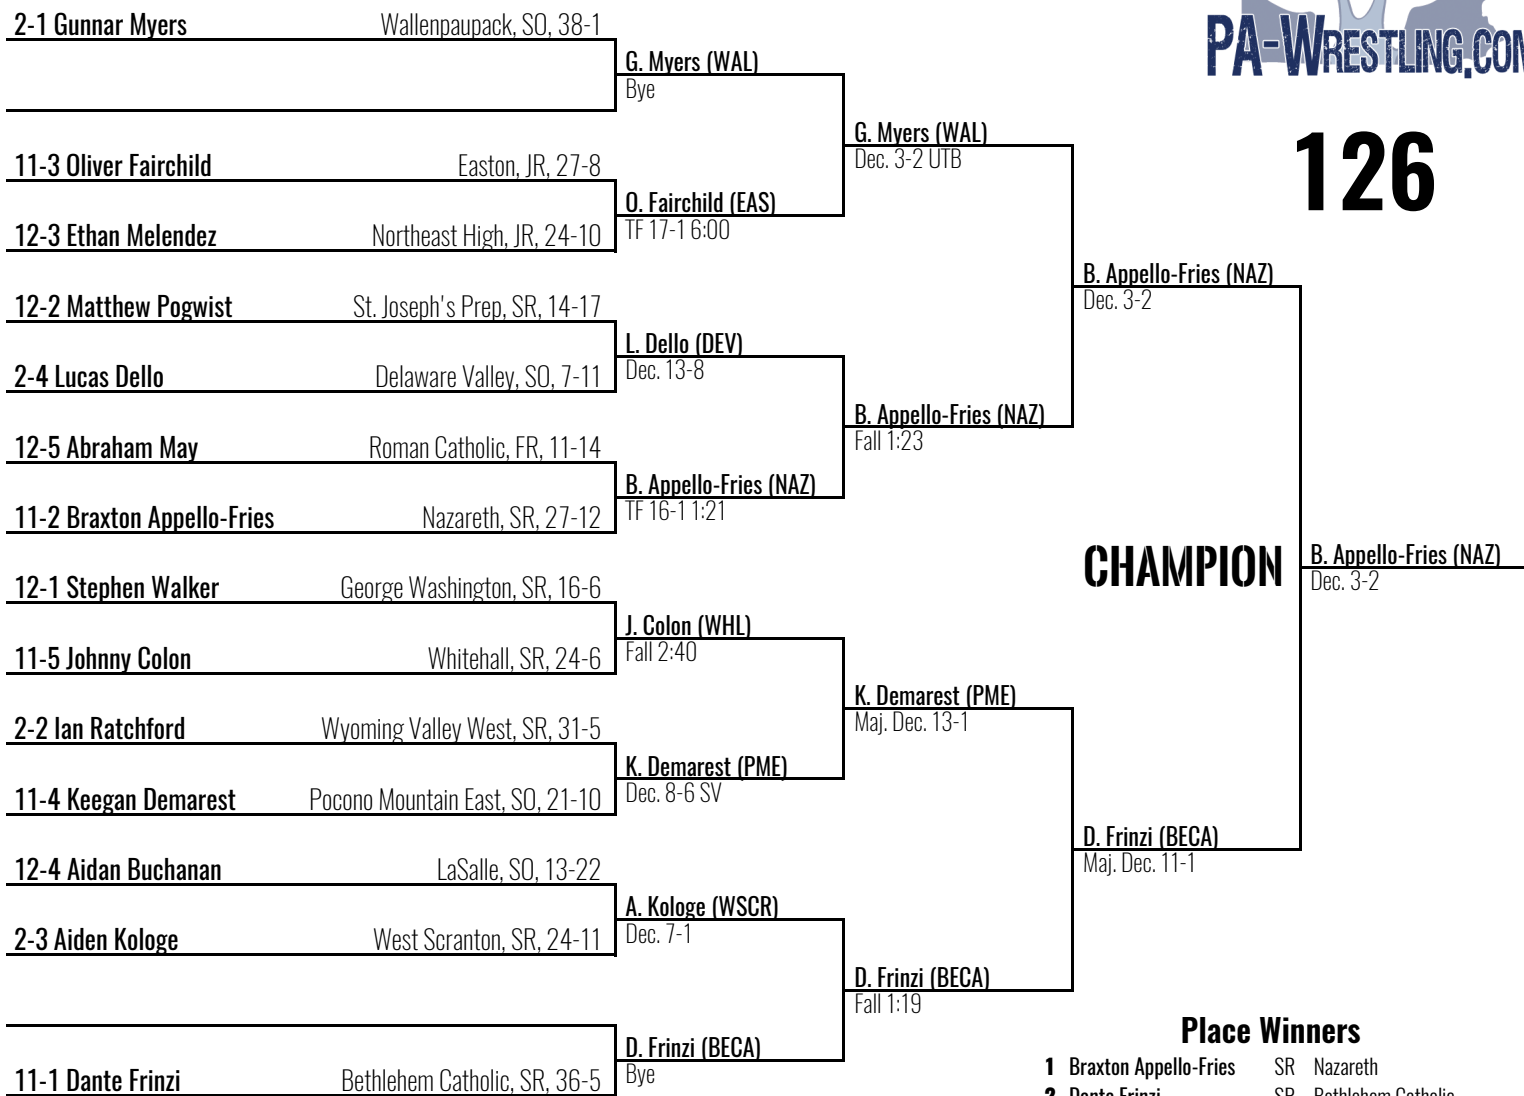 2-1 Gunnar Myers Wallenpaupack, SO, 38-1
G. Myers (WAL)
Bye
11-3 Oliver Fairchild Easton, JR, 27-8
O. Fairchild (EAS)
TF 17-1 6:00
12-3 Ethan Melendez Northeast High, JR, 24-10
G. Myers (WAL)
Dec. 3-2 UTB
12-2 Matthew Pogwist St. Joseph's Prep, SR, 14-17
L. Dello (DEV)
Dec. 13-8
2-4 Lucas Dello Delaware Valley, SO, 7-11
B. Appello-Fries (NAZ)
Fall 1:23
12-5 Abraham May Roman Catholic, FR, 11-14
B. Appello-Fries (NAZ)
TF 16-1 1:21
11-2 Braxton Appello-Fries Nazareth, SR, 27-12
B. Appello-Fries (NAZ)
Dec. 3-2
12-1 Stephen Walker George Washington, SR, 16-6
J. Colon (WHL)
Fall 2:40
11-5 Johnny Colon Whitehall, SR, 24-6
K. Demarest (PME)
Maj. Dec. 13-1
2-2 Ian Ratchford Wyoming Valley West, SR, 31-5
K. Demarest (PME)
Dec. 8-6 SV
11-4 Keegan Demarest Pocono Mountain East, SO, 21-10
D. Frinzi (BECA)
Maj. Dec. 11-1
12-4 Aidan Buchanan LaSalle, SO, 13-22
A. Kologe (WSCR)
Dec. 7-1
2-3 Aiden Kologe West Scranton, SR, 24-11
D. Frinzi (BECA)
Fall 1:19
D. Frinzi (BECA)
Bye
11-1 Dante Frinzi Bethlehem Catholic, SR, 36-5
PA-WRESTLING.COM
126
CHAMPION
B. Appello-Fries (NAZ)
Dec. 3-2
Place Winners
1 Braxton Appello-Fries SR Nazareth
2 Dante Frinzi SR Bethlehem Catholic